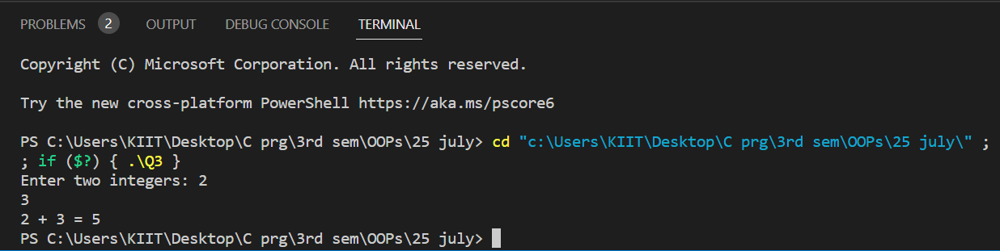 PROBLEMS 2 OUTPUT DEBUG CONSOLE TERMINAL
Copyright (C) Microsoft Corporation. All rights reserved.
Try the new cross-platform PowerShell https://aka.ms/pscore6
PS C:\Users\KIIT\Desktop\C prg\3rd sem\OOPs\25 july> cd "c:\Users\KIIT\Desktop\C prg\3rd sem\OOPs\25 july\" ;
; if ($?) { .\Q3 }
Enter two integers: 2
3
2 + 3 = 5
PS C:\Users\KIIT\Desktop\C prg\3rd sem\OOPs\25 july>